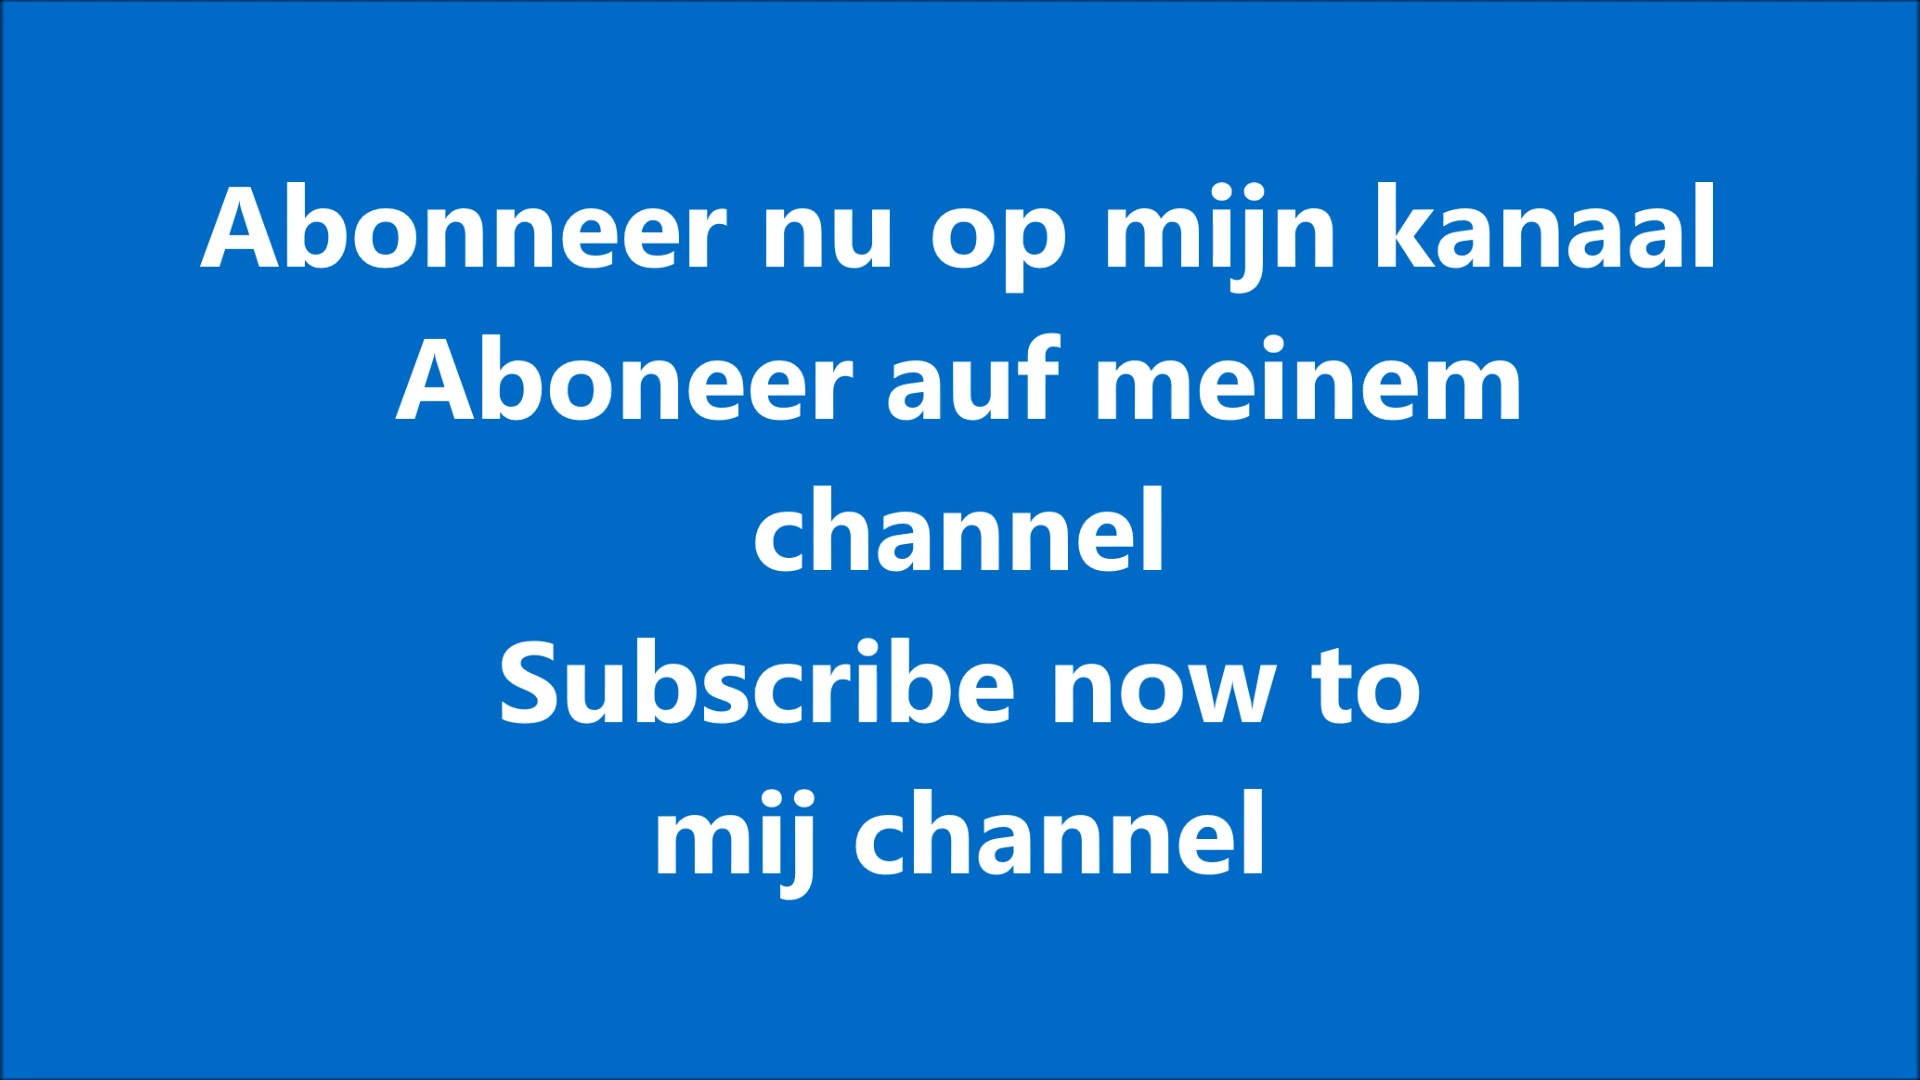 Abonneer nu op mijn kanaal
Aboneer auf meinem
channel
Subscribe now to
mij channel